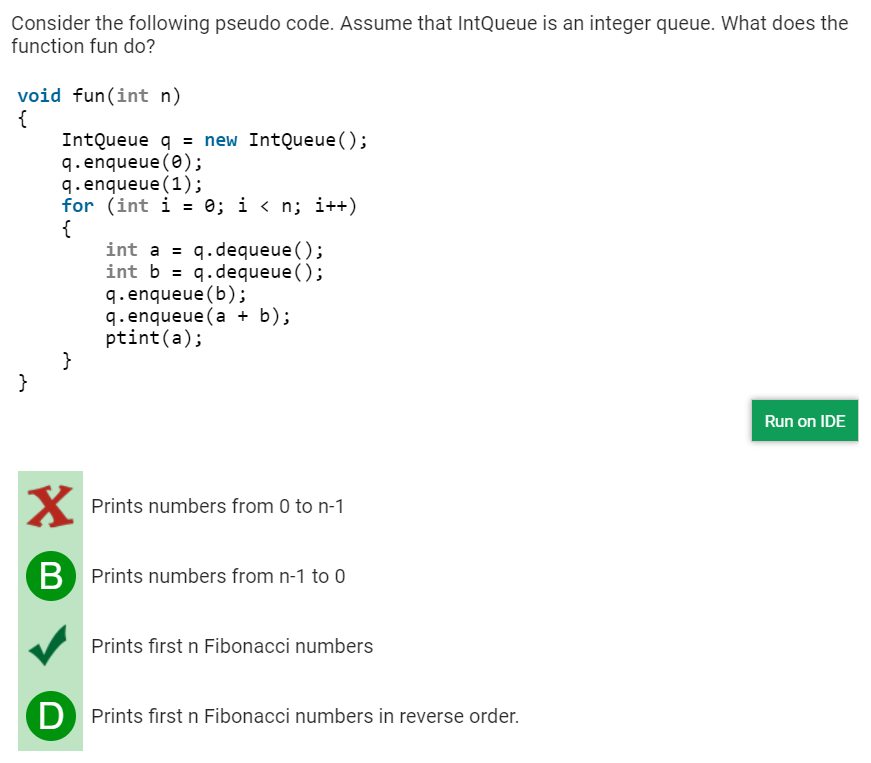 Consider the following pseudo code. Assume that IntQueue is an integer queue. What does the
function fun do?
void fun(int n)
{
    IntQueue q = new IntQueue();
    q.enqueue(0);
    q.enqueue(1);
    for (int i = 0; i < n; i++)
    {
        int a = q.dequeue();
        int b = q.dequeue();
        q.enqueue(b);
        q.enqueue(a + b);
        ptint(a);
    }
}
Run on IDE
X Prints numbers from 0 to n-1
B Prints numbers from n-1 to 0
Prints first n Fibonacci numbers
D Prints first n Fibonacci numbers in reverse order.